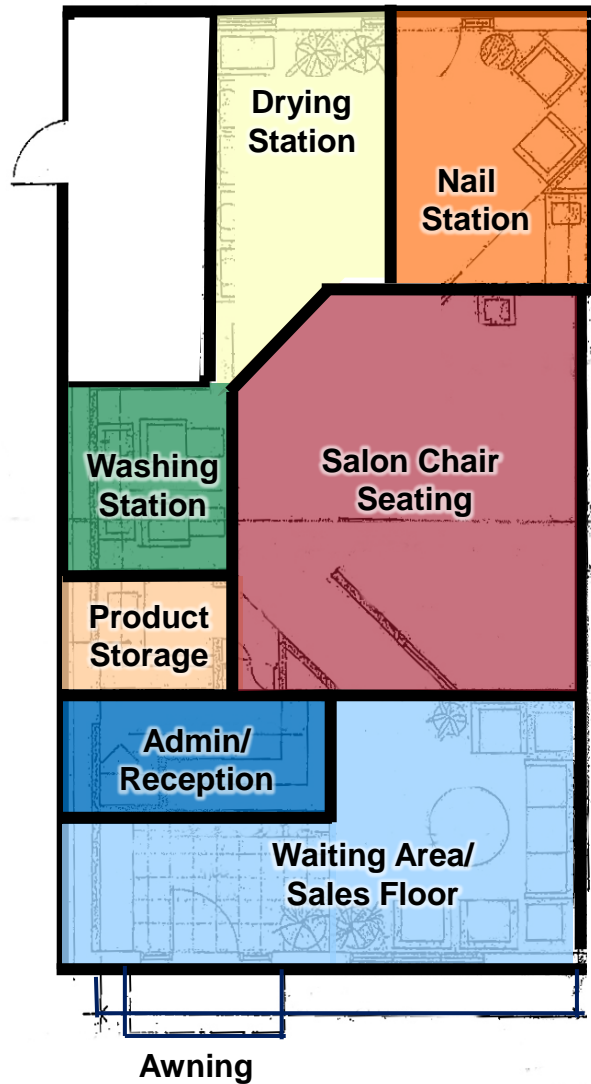 Drying
Station
Nail
Station
Washing
Station
Salon Chair
Seating
Product
Storage
Admin/
Reception
Waiting Area/
Sales Floor
Awning